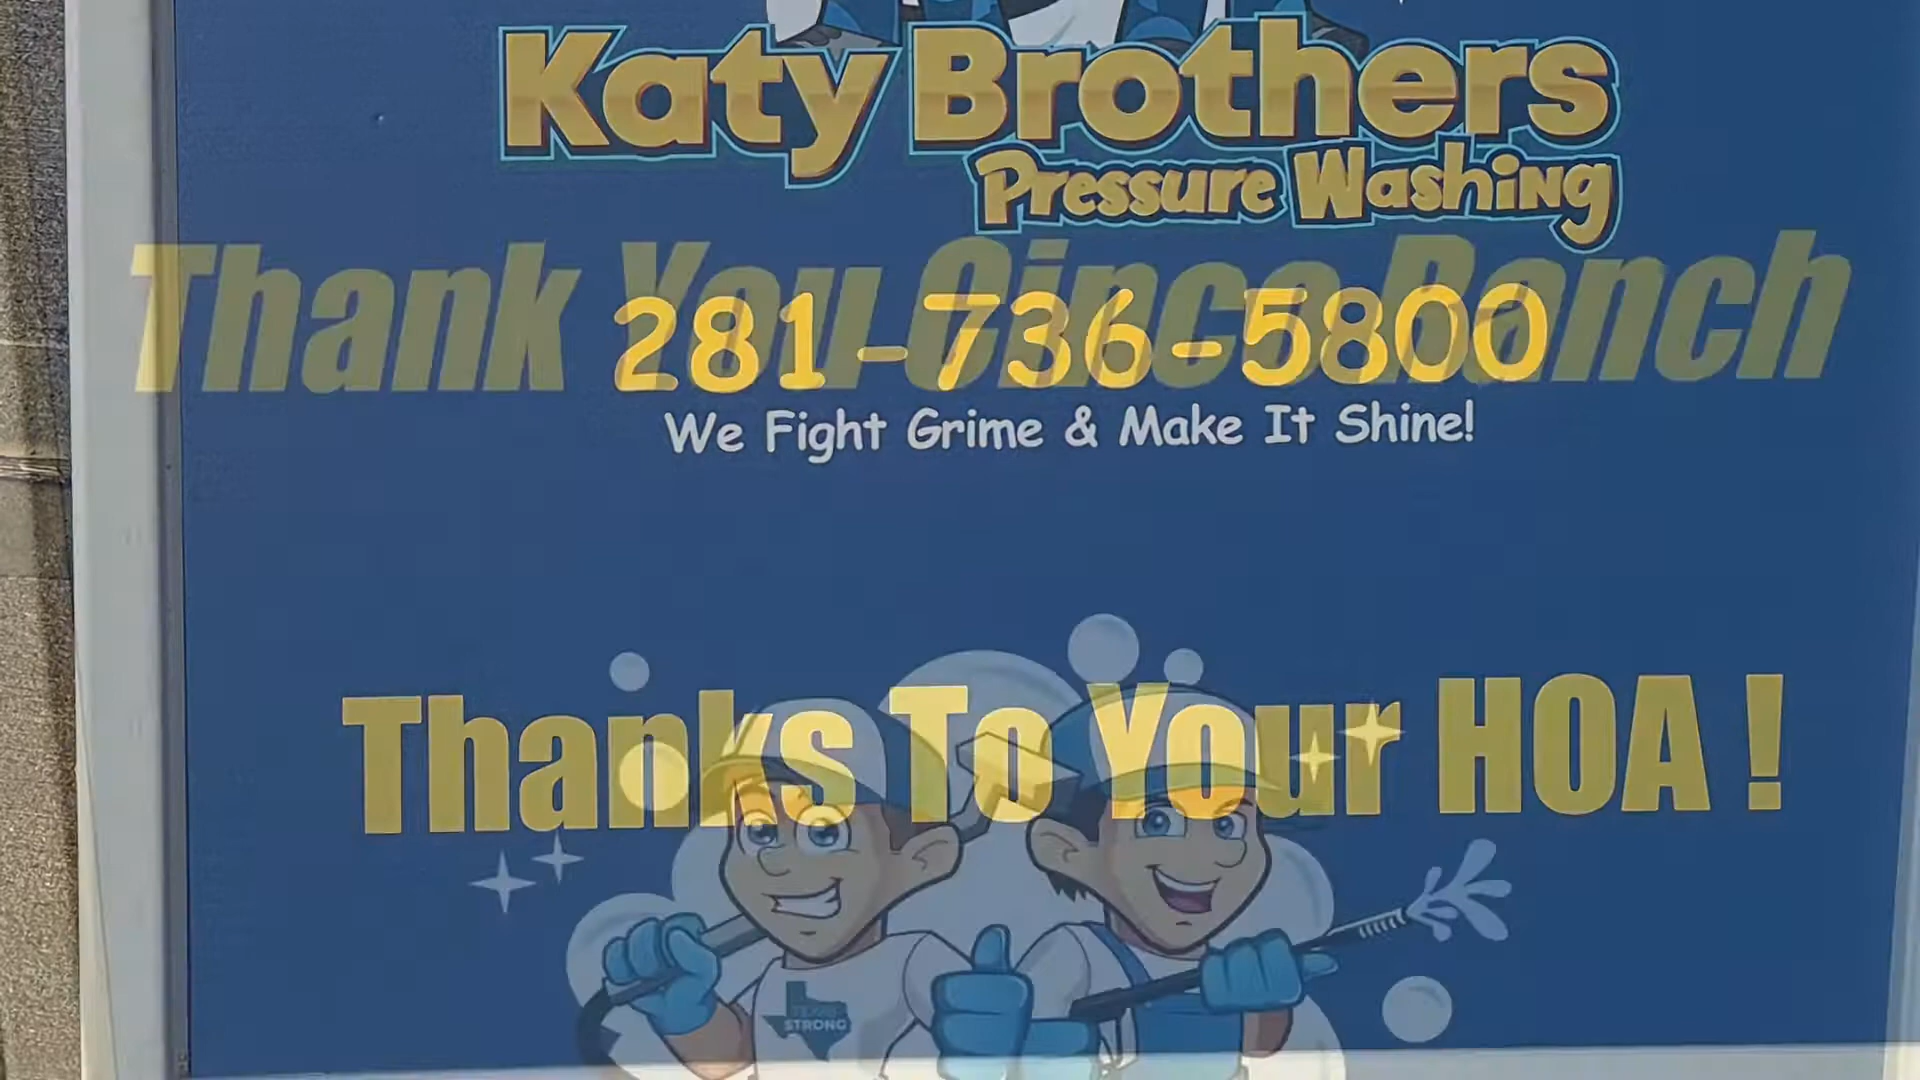 Katy Brothers
Pressure Washing
Thank You Cinco Ranch
281-736-5800
We Fight Grime & Make It Shine!
Thanks To Your HOA !
TEXAS
STRONG